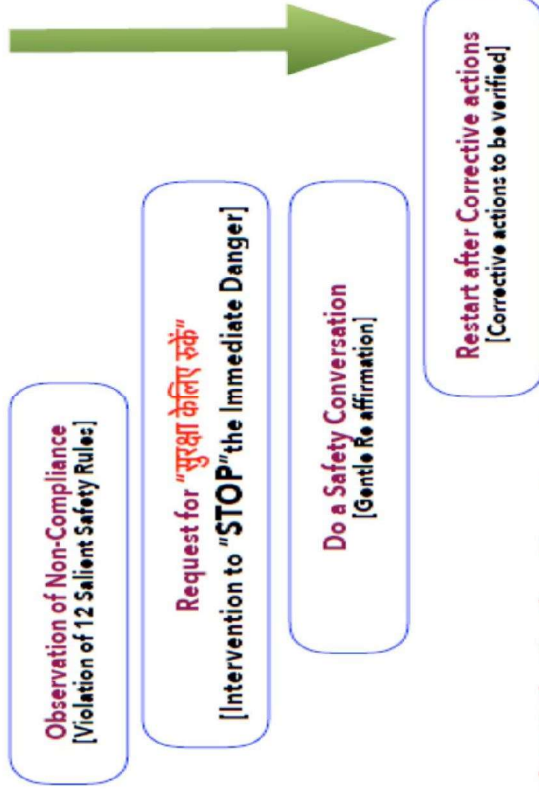 Observation of Non-Compliance
[Violation of 12 Salient Safety Rules]
Request for "सुरक्षा केलिए रुकें"
[Intervention to "STOP"the Immediate Danger]
Do a Safety Conversation
[Gentle Re affirmation]
Restart after Corrective actions
[Corrective actions to be verified]